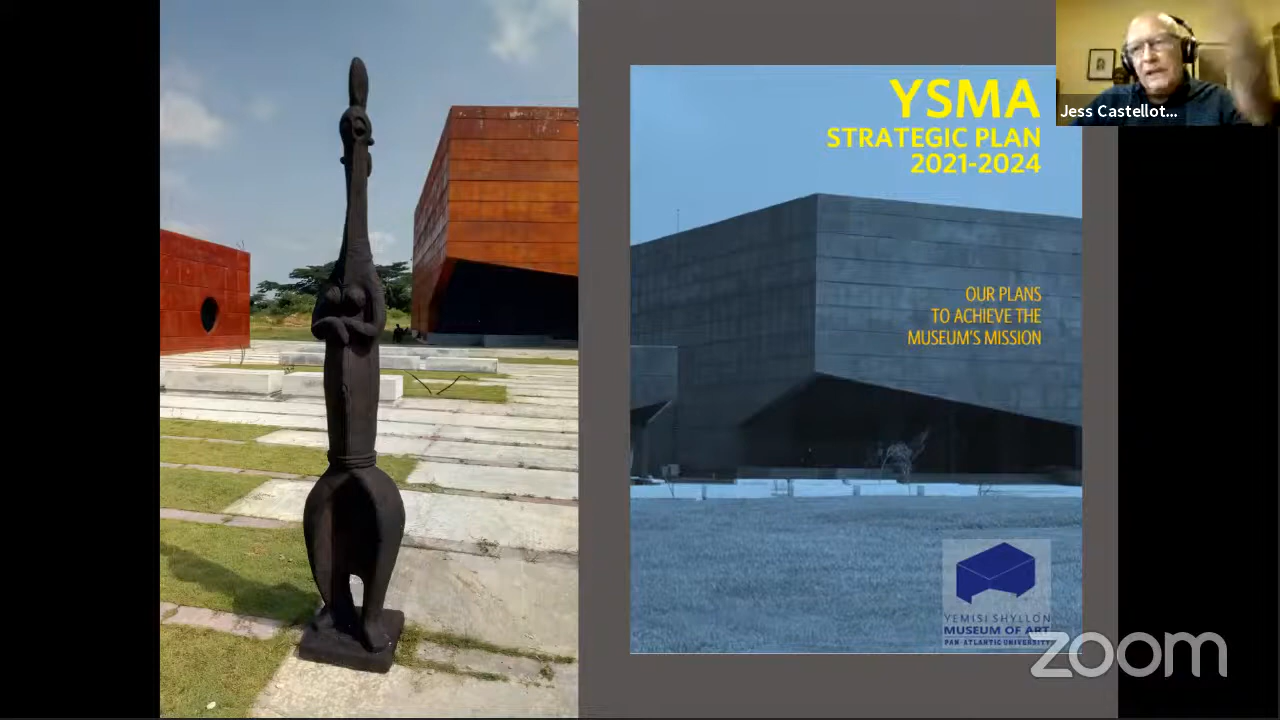 YSMA
STRATEGIC PLAN
2021-2024
Jess Castellot...
OUR PLANS
TO ACHIEVE THE
MUSEUM'S MISSION
YEMISI SHYLLON
MUSEUM OF ART
PAN-ATLANTIC UNIVERSITY
zoom